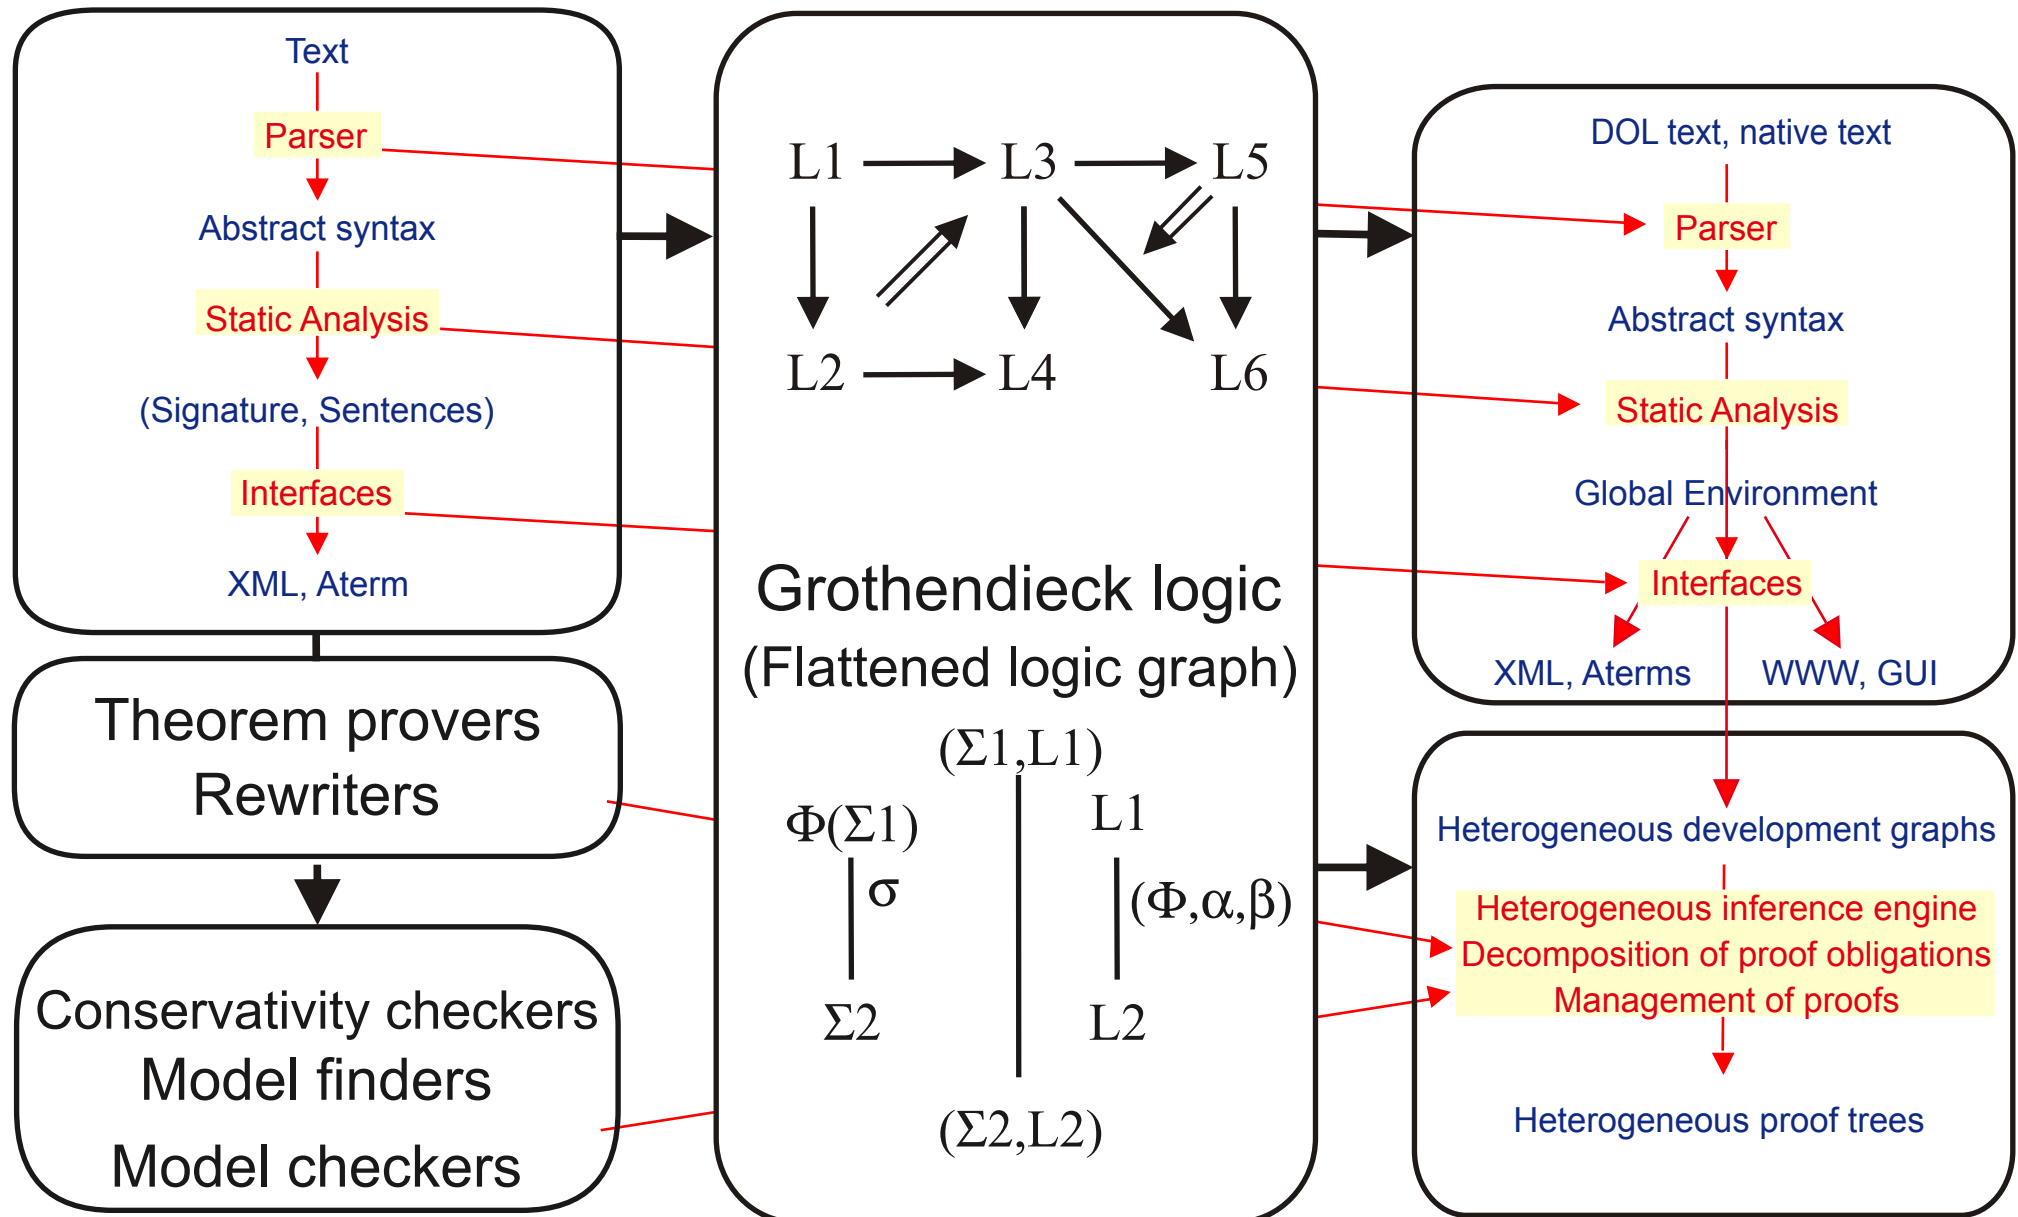 Text
Parser
Abstract syntax
Static Analysis
(Signature, Sentences)
Interfaces
XML, Aterm
Theorem provers
Rewriters
Conservativity checkers
Model finders
Model checkers
L1 L3 L5
L2 L4 L6
Grothendieck logic
(Flattened logic graph)
(Σ1,L1)
Φ(Σ1)
σ
Σ2
L1
(Φ,α,β)
L2
(Σ2,L2)
DOL text, native text
Parser
Abstract syntax
Static Analysis
Global Environment
Interfaces
XML, Aterms
WWW, GUI
Heterogeneous development graphs
Heterogeneous inference engine
Decomposition of proof obligations
Management of proofs
Heterogeneous proof trees